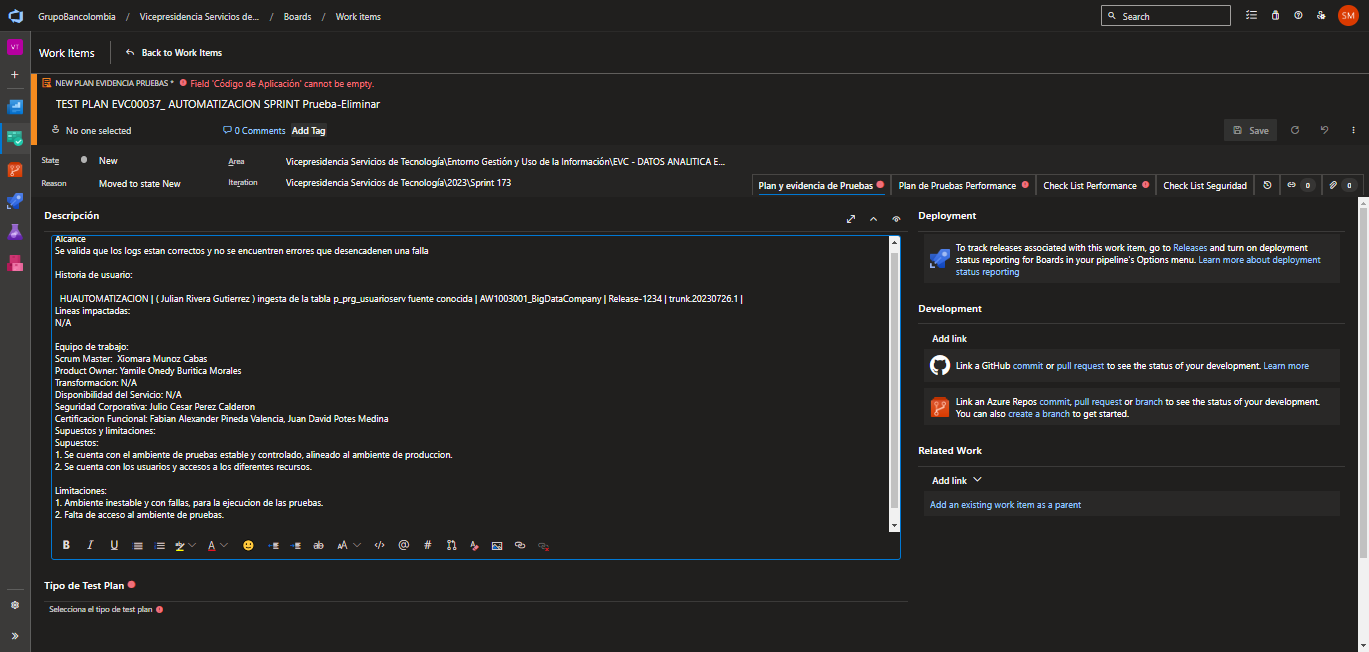 GrupoBancolombia / Vicepresidencia Servicios de... / Boards / Work items
Search
SM
VT
Work Items
Back to Work Items
NEW PLAN EVIDENCIA PRUEBAS * Field 'Código de Aplicación' cannot be empty.
TEST PLAN EVC00037_ AUTOMATIZACION SPRINT Prueba-Eliminar
No one selected
0 Comments
Add Tag
Save
State
New
Area
Vicepresidencia Servicios de Tecnología\Entorno Gestión y Uso de la Información\EVC - DATOS ANALITICA E...
Reason
Moved to state New
Iteration
Vicepresidencia Servicios de Tecnología\2023\Sprint 173
Plan y evidencia de Pruebas
Plan de Pruebas Performance
Check List Performance
Check List Seguridad
0
0
Descripción
Alcance
Se valida que los logs estan correctos y no se encuentren errores que desencadenen una falla
Historia de usuario:
HUAUTOMATIZACION | ( Julian Rivera Gutierrez ) ingesta de la tabla p_prg_usuarioserv fuente conocida | AW1003001_BigDataCompany | Release-1234 | trunk.20230726.1 |
Lineas impactadas:
N/A
Equipo de trabajo:
Scrum Master: Xiomara Munoz Cabas
Product Owner: Yamile Onedy Buritica Morales
Transformacion: N/A
Disponibilidad del Servicio: N/A
Seguridad Corporativa: Julio Cesar Perez Calderon
Certificacion Funcional: Fabian Alexander Pineda Valencia, Juan David Potes Medina
Supuestos y limitaciones:
Supuestos:
1. Se cuenta con el ambiente de pruebas estable y controlado, alineado al ambiente de produccion.
2. Se cuenta con los usuarios y accesos a los diferentes recursos.
Limitaciones:
1. Ambiente inestable y con fallas, para la ejecucion de las pruebas.
2. Falta de acceso al ambiente de pruebas.
Tipo de Test Plan
Selecciona el tipo de test plan
Deployment
To track releases associated with this work item, go to Releases and turn on deployment
status reporting for Boards in your pipeline's Options menu. Learn more about deployment
status reporting
Development
Add link
Link a GitHub commit or pull request to see the status of your development. Learn more
Link an Azure Repos commit, pull request or branch to see the status of your development.
You can also create a branch to get started.
Related Work
Add link
Add an existing work item as a parent